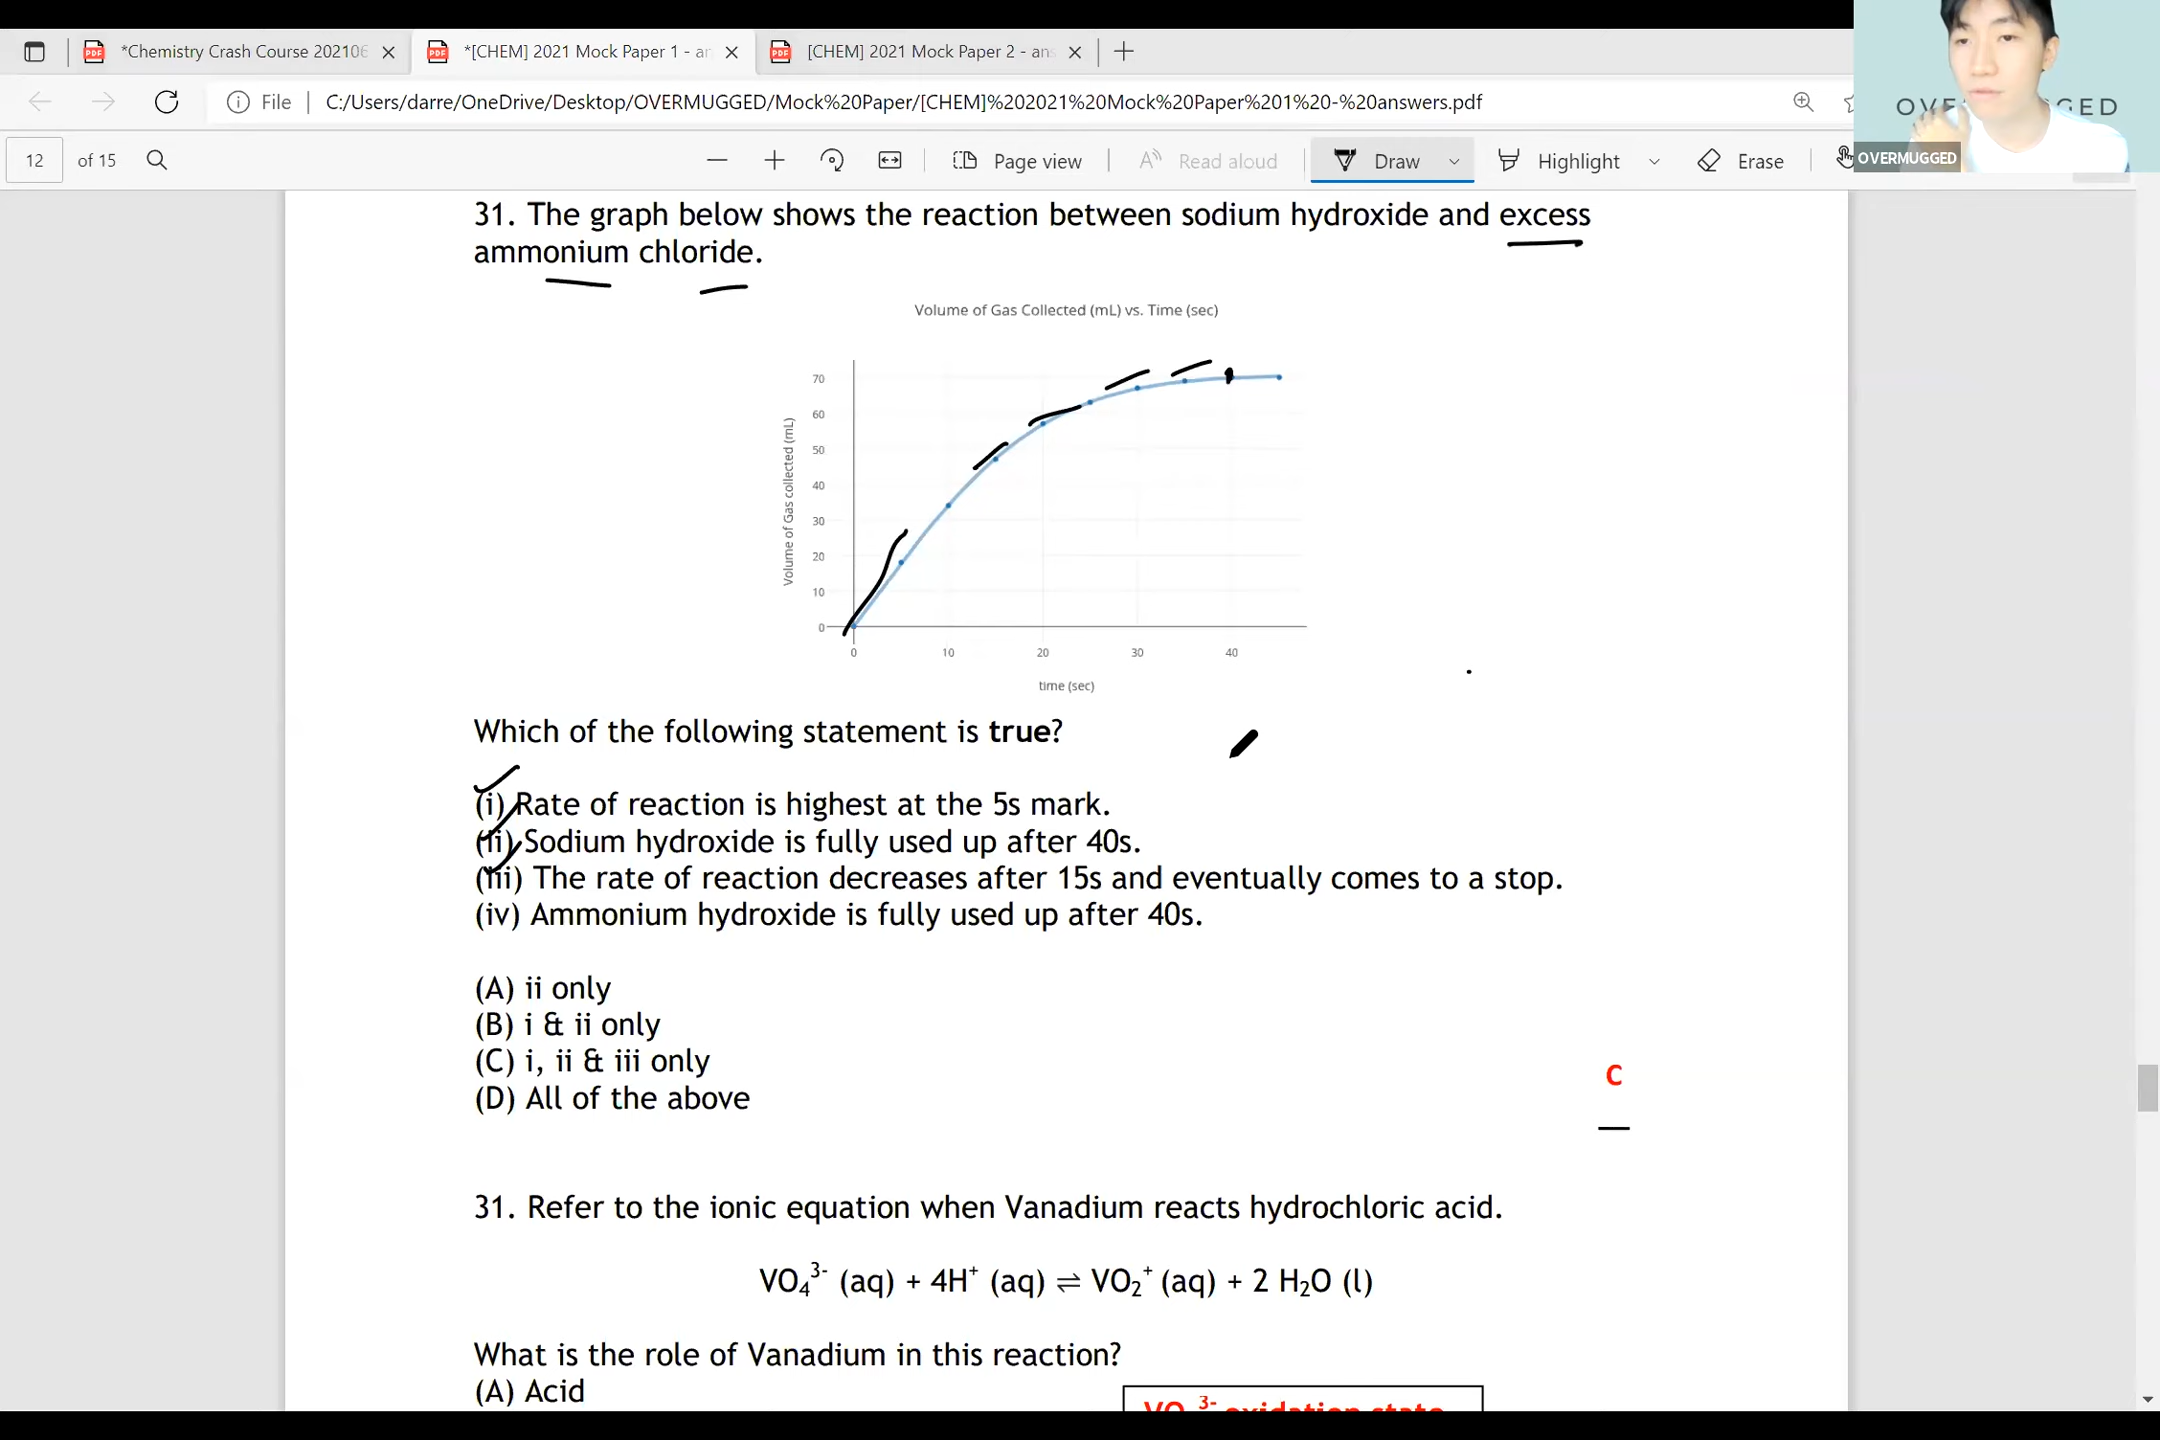 *Chemistry Crash Course 202106
*[CHEM] 2021 Mock Paper 1 - an
[CHEM] 2021 Mock Paper 2 - ans
File
C:/Users/darre/OneDrive/Desktop/OVERMUGGED/Mock%20Paper/[CHEM]%202021%20Mock%20Paper%201%20-%20answers.pdf
12 of 15
Page view
Read aloud
Draw
Highlight
Erase
OVERMUGGED
31. The graph below shows the reaction between sodium hydroxide and excess
ammonium chloride.
Volume of Gas Collected (mL) vs. Time (sec)
Volume of Gas collected (mL)
70
60
50
40
30
20
10
0
0 10 20 30 40
time (sec)
Which of the following statement is true?
(i) Rate of reaction is highest at the 5s mark.
(ii) Sodium hydroxide is fully used up after 40s.
(iii) The rate of reaction decreases after 15s and eventually comes to a stop.
(iv) Ammonium hydroxide is fully used up after 40s.
(A) ii only
(B) i & ii only
(C) i, ii & iii only
(D) All of the above
C
31. Refer to the ionic equation when Vanadium reacts hydrochloric acid.
VO₄³⁻ (aq) + 4H⁺ (aq) ⇌ VO₂⁺ (aq) + 2 H₂O (l)
What is the role of Vanadium in this reaction?
(A) Acid